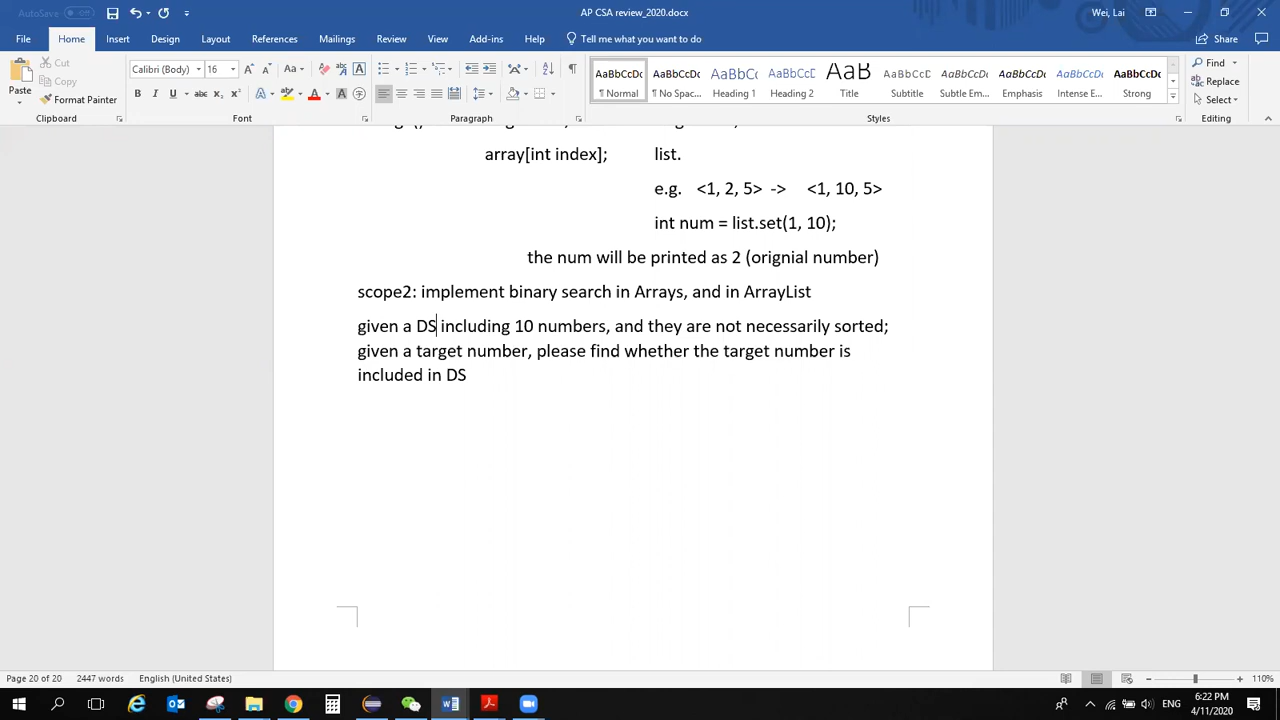 AutoSave Off
AP CSA review_2020.docx
Wei, Lai
File Home Insert Design Layout References Mailings Review View Add-ins Help Tell me what you want to do Share
Paste
Cut
Copy
Format Painter
Clipboard
Calibri (Body) 16
Font
Paragraph
AaBbCcDc AaBbCcDc AaBbCc AaBbCcC AaB AaBbCcC AaBbCcDc AaBbCcDc AaBbCcDc AaBbCcDc
¶ Normal ¶ No Spac... Heading 1 Heading 2 Title Subtitle Subtle Em... Emphasis Intense E... Strong
Styles
Find
Replace
Select
Editing
array[int index]; list.
e.g. <1, 2, 5> -> <1, 10, 5>
int num = list.set(1, 10);
the num will be printed as 2 (orignial number)
scope2: implement binary search in Arrays, and in ArrayList
given a DS including 10 numbers, and they are not necessarily sorted;
given a target number, please find whether the target number is
included in DS
Page 20 of 20 2447 words English (United States) 110%
ENG
6:22 PM
4/11/2020